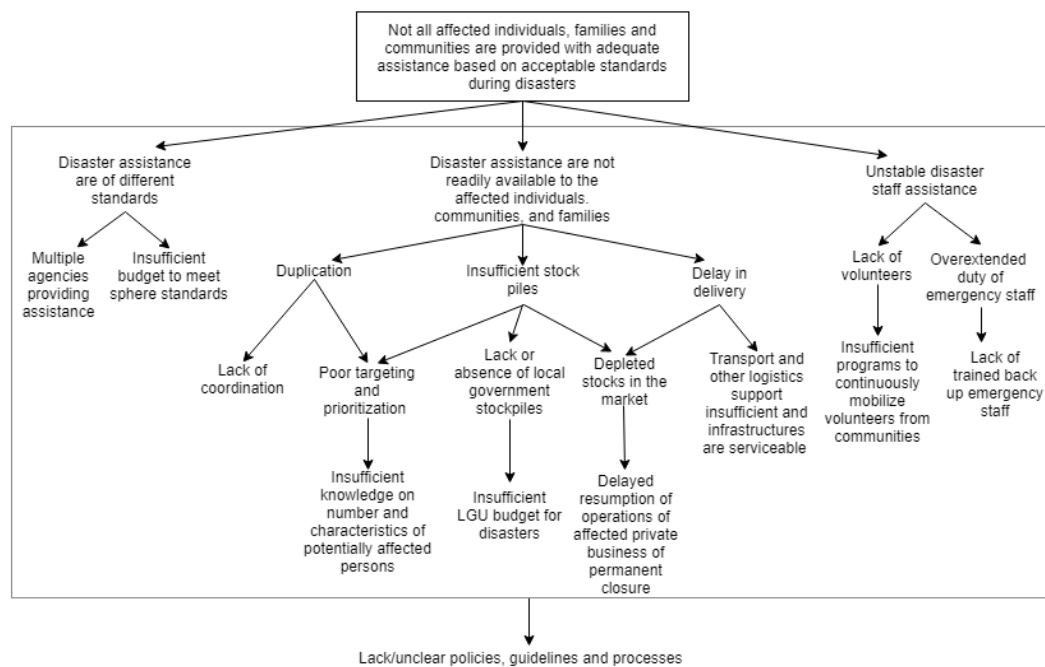 Not all affected individuals, families and
communities are provided with adequate
assistance based on acceptable standards
during disasters
Disaster assistance
are of different
standards
Disaster assistance are not
readily available to the
affected individuals.
communities, and families
Unstable disaster
staff assistance
Multiple
agencies
providing
assistance
Insufficient
budget to meet
sphere standards
Duplication
Insufficient stock
piles
Delay in
delivery
Lack of
volunteers
Overextended
duty of
emergency staff
Lack of
coordination
Poor targeting
and
prioritization
Lack or
absence of local
government
stockpiles
Depleted
stocks in the
market
Transport and
other logistics
support
insufficient and
infrastructures
are serviceable
Insufficient
programs to
continuously
mobilize
volunteers from
communities
Lack of
trained back
up emergency
staff
Insufficient
knowledge on
number and
characteristics of
potentially affected
persons
Insufficient
LGU budget for
disasters
Delayed
resumption of
operations of
affected private
business of
permanent
closure
Lack/unclear policies, guidelines and processes